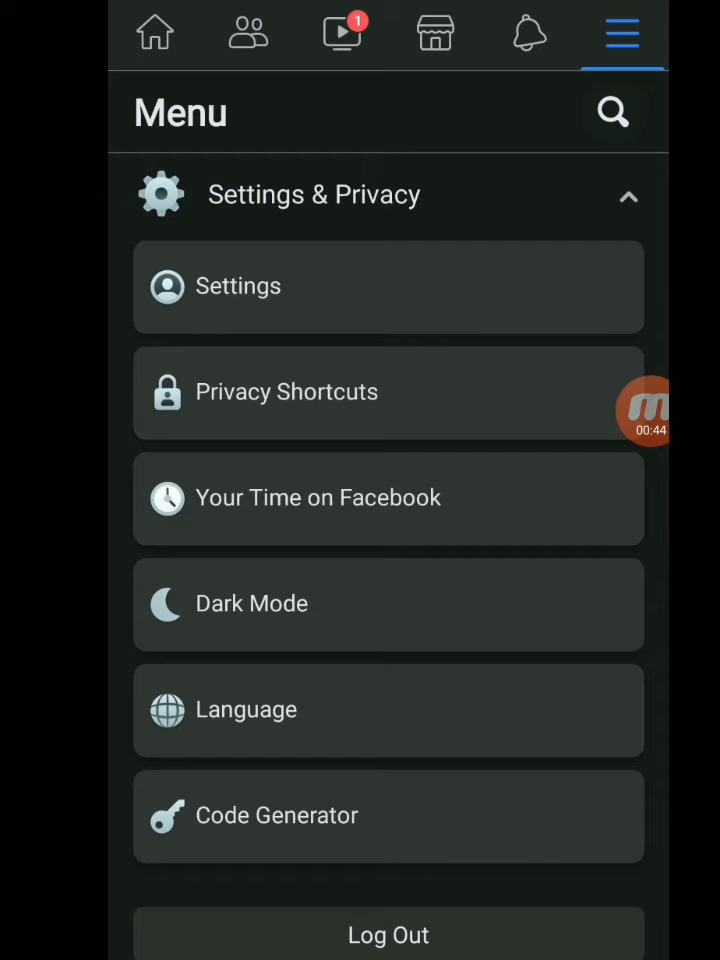 1
Menu
Settings & Privacy
Settings
Privacy Shortcuts
m
00:44
Your Time on Facebook
Dark Mode
Language
Code Generator
Log Out